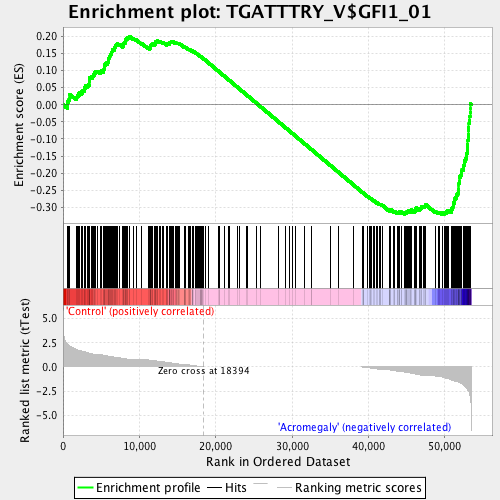 Enrichment plot: TGATTTRY_V$GFI1_01
Enrichment score (ES)
0.20
0.15
0.10
0.05
0.00
-0.05
-0.10
-0.15
-0.20
-0.25
-0.30
'Control' (positively correlated)
Ranked list metric (tTest)
5.0
2.5
0.0
-2.5
-5.0
Zero cross at 18394
'Acromegaly' (negatively correlated)
0
10,000
20,000
30,000
40,000
50,000
Rank in Ordered Dataset
Enrichment profile
Hits
Ranking metric scores